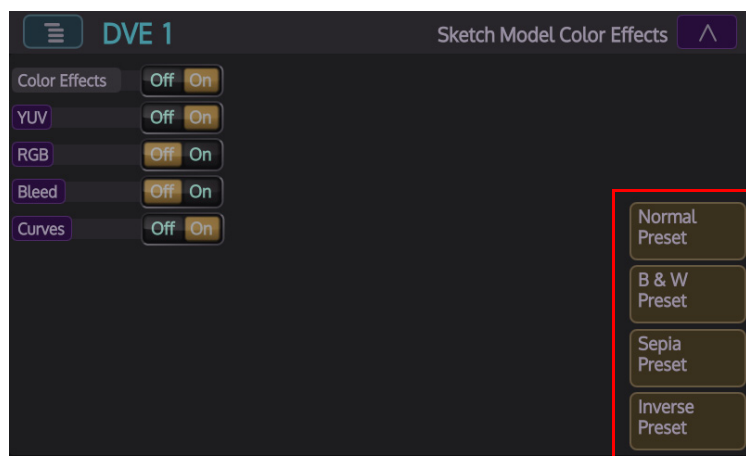 DVE 1 Sketch Model Color Effects
Color Effects Off On
YUV Off On
RGB Off On
Bleed Off On
Curves Off On
Normal
Preset
B & W
Preset
Sepia
Preset
Inverse
Preset